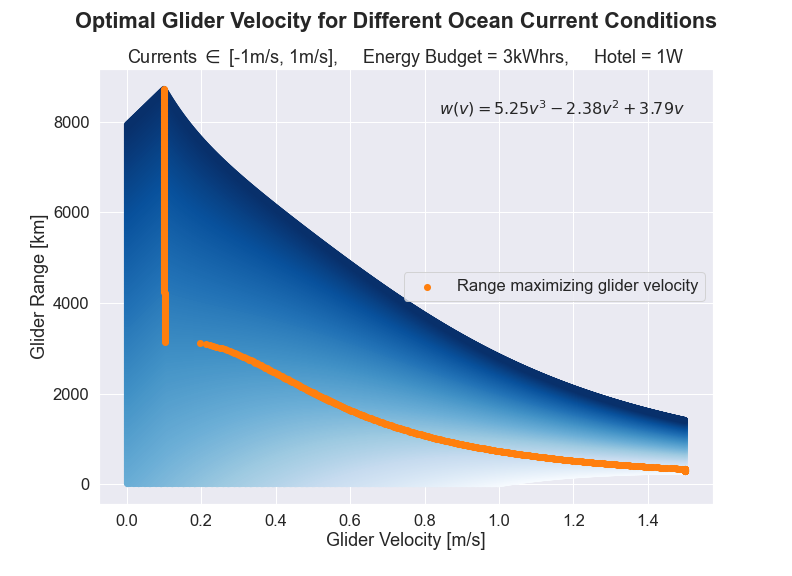 Optimal Glider Velocity for Different Ocean Current Conditions
Currents ∈ [-1m/s, 1m/s],     Energy Budget = 3kWhrs,     Hotel = 1W
w(v) = 5.25v³ − 2.38v² + 3.79v
Range maximizing glider velocity
Glider Range [km]
8000
6000
4000
2000
0
0.0 0.2 0.4 0.6 0.8 1.0 1.2 1.4
Glider Velocity [m/s]